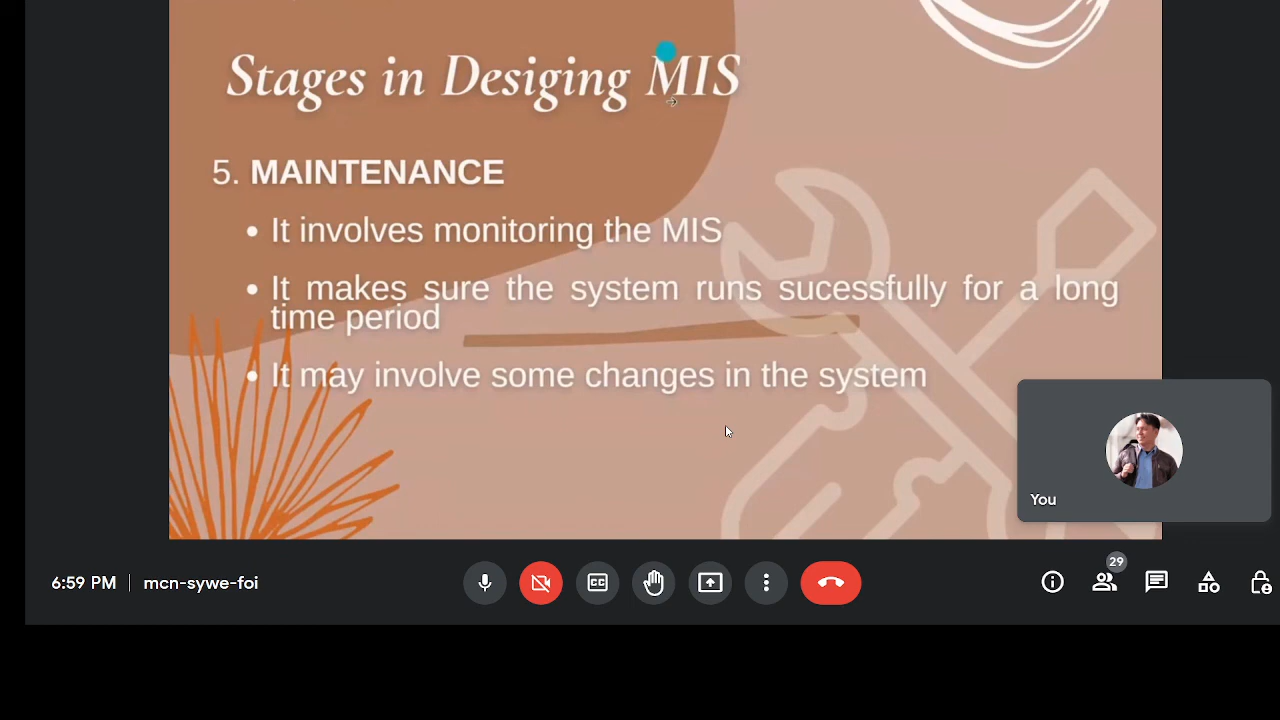 Stages in Desiging MIS
5. MAINTENANCE
• It involves monitoring the MIS
• It makes sure the system runs sucessfully for a long
time period
• It may involve some changes in the system
You
29
6:59 PM | mcn-sywe-foi
CC